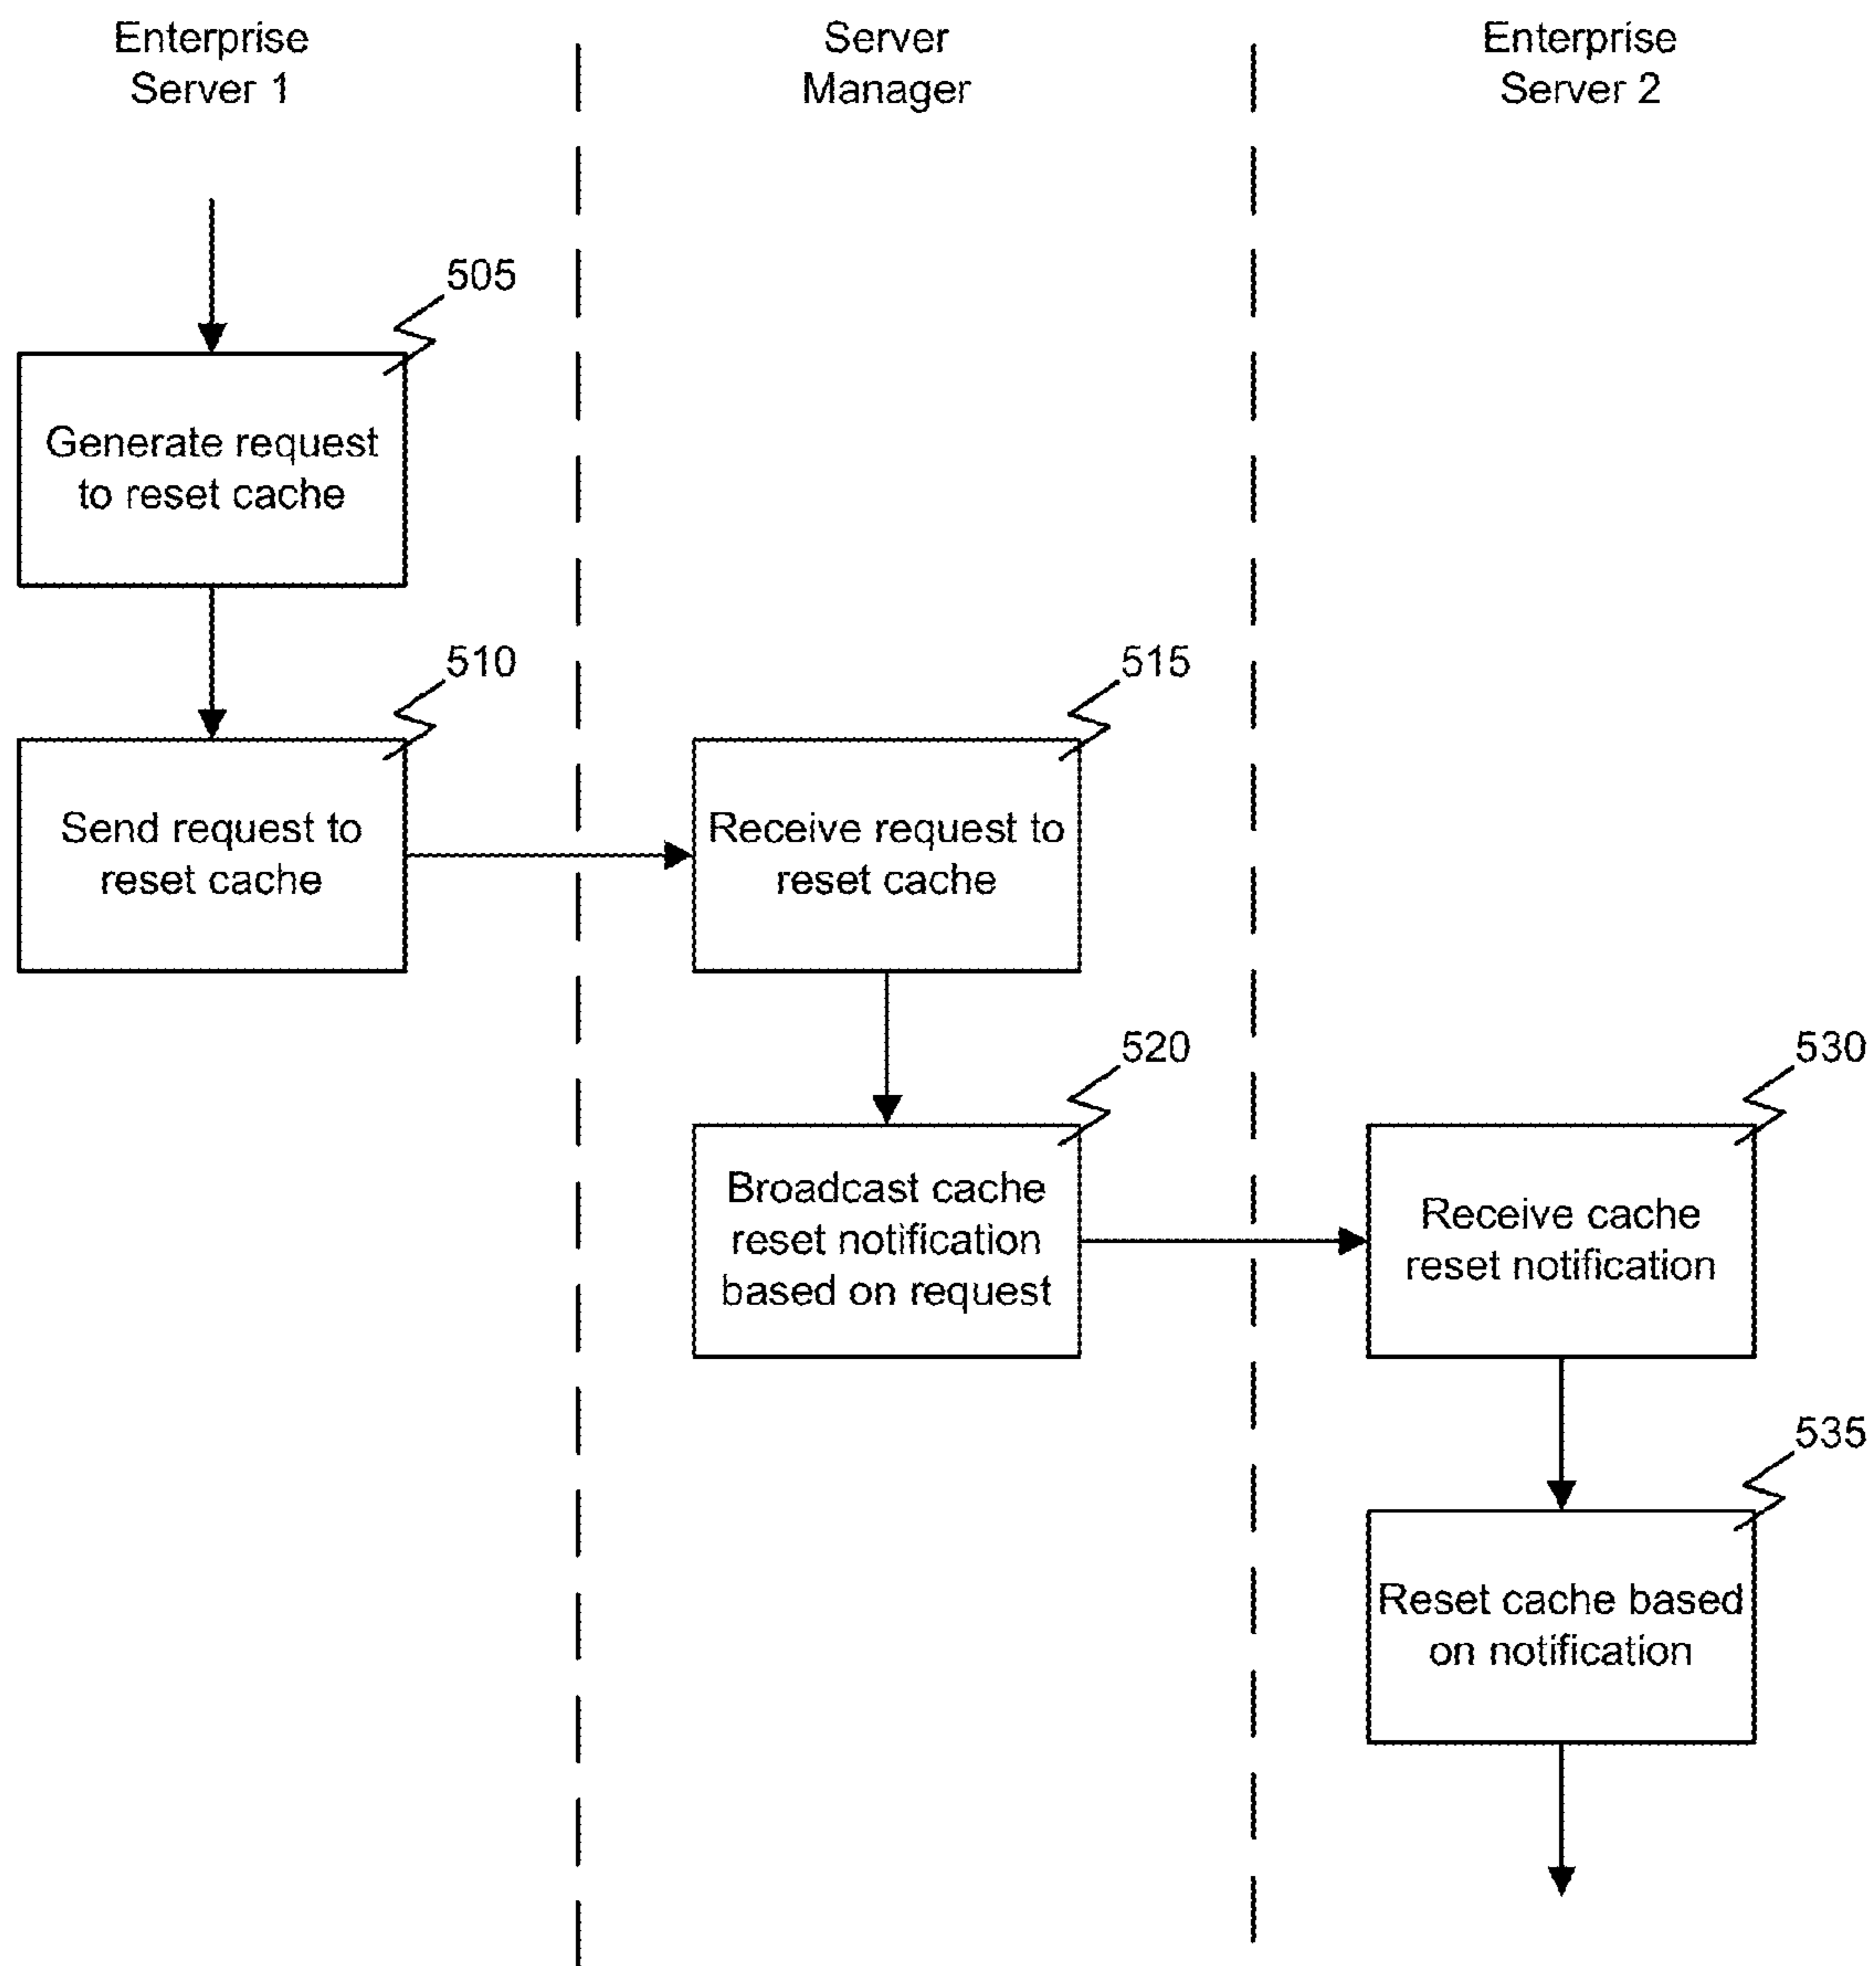 Enterprise
Server 1
Server
Manager
Enterprise
Server 2
505
Generate request
to reset cache
510
Send request to
reset cache
515
Receive request to
reset cache
520
Broadcast cache
reset notification
based on request
530
Receive cache
reset notification
535
Reset cache based
on notification